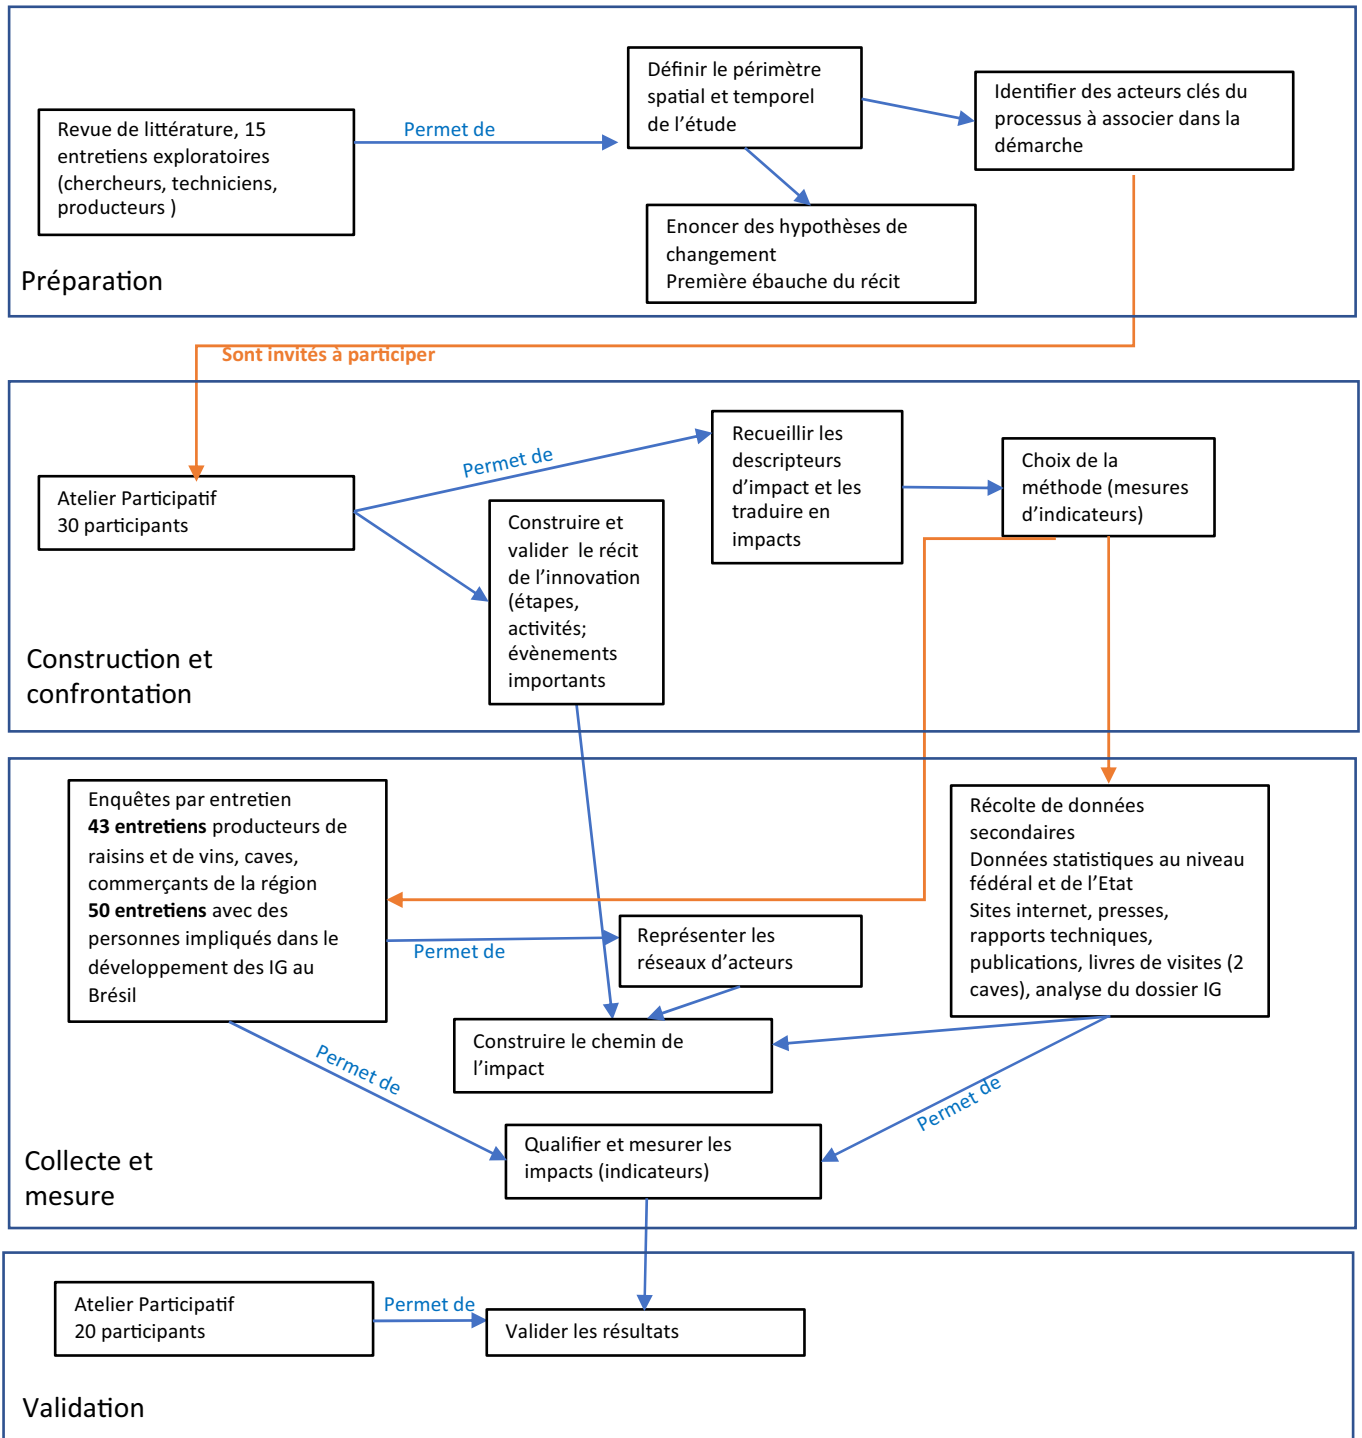 Revue de littérature, 15
entretiens exploratoires
(chercheurs, techniciens,
producteurs )
Permet de
Définir le périmètre
spatial et temporel
de l’étude
Identifier des acteurs clés du
processus à associer dans la
démarche
Enoncer des hypothèses de
changement
Première ébauche du récit
Préparation
Sont invités à participer
Atelier Participatif
30 participants
Permet de
Construire et
valider le récit
de l’innovation
(étapes,
activités;
évènements
importants
Recueillir les
descripteurs
d’impact et les
traduire en
impacts
Choix de la
méthode (mesures
d’indicateurs)
Construction et
confrontation
Enquêtes par entretien
43 entretiens producteurs de
raisins et de vins, caves,
commerçants de la région
50 entretiens avec des
personnes impliqués dans le
développement des IG au
Brésil
Permet de
Représenter les
réseaux d’acteurs
Récolte de données
secondaires
Données statistiques au niveau
fédéral et de l’Etat
Sites internet, presses,
rapports techniques,
publications, livres de visites (2
caves), analyse du dossier IG
Construire le chemin de
l’impact
Permet de
Permet de
Qualifier et mesurer les
impacts (indicateurs)
Collecte et
mesure
Atelier Participatif
20 participants
Permet de
Valider les résultats
Validation